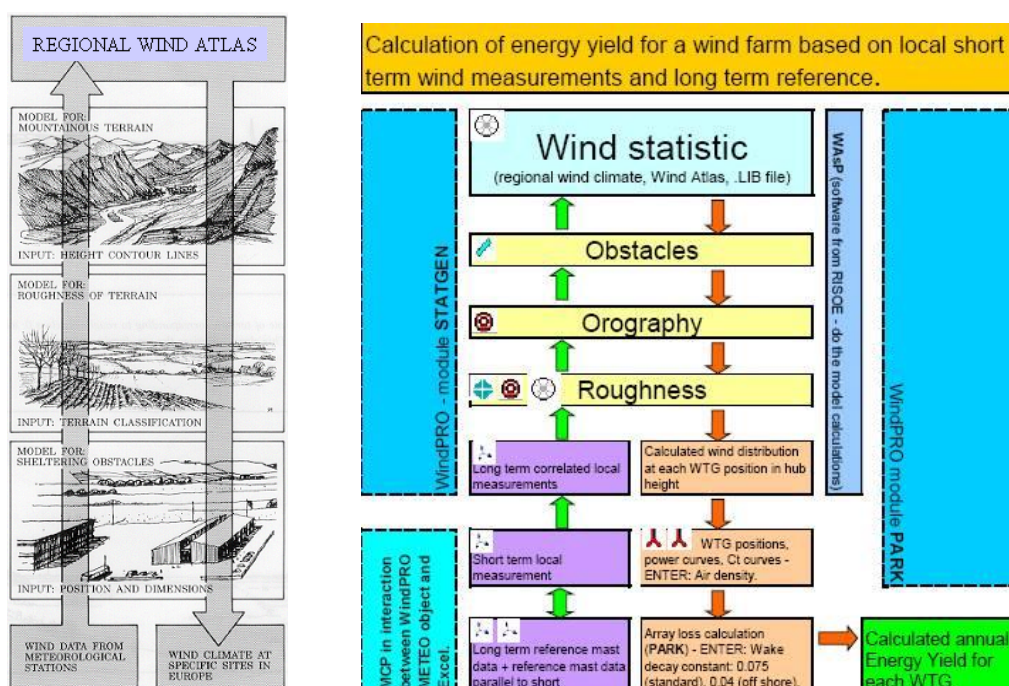 REGIONAL WIND ATLAS
MODEL FOR:
MOUNTAINOUS TERRAIN
INPUT: HEIGHT CONTOUR LINES
MODEL FOR:
ROUGHNESS OF TERRAIN
INPUT: TERRAIN CLASSIFICATION
MODEL FOR:
SHELTERING OBSTACLES
INPUT: POSITION AND DIMENSIONS
WIND DATA FROM
METEOROLOGICAL
STATIONS
WIND CLIMATE AT
SPECIFIC SITES IN
EUROPE
Calculation of energy yield for a wind farm based on local short
term wind measurements and long term reference.
WindPRO - module STATGEN
Wind statistic
(regional wind climate, Wind Atlas, .LIB file)
Obstacles
Orography
Roughness
Long term correlated local
measurements
Calculated wind distribution
at each WTG position in hub
height
WAsP (software from RISOE - do the model calculations)
WindPRO module PARK
MCP in interaction
between WindPRO
METEO object and
Excel.
Short term local
measurement
WTG positions,
power curves, Ct curves -
ENTER: Air density.
Long term reference mast
data + reference mast data
parallel to short
Array loss calculation
(PARK) - ENTER: Wake
decay constant: 0.075
(standard), 0.04 (off shore),
Calculated annual
Energy Yield for
each WTG